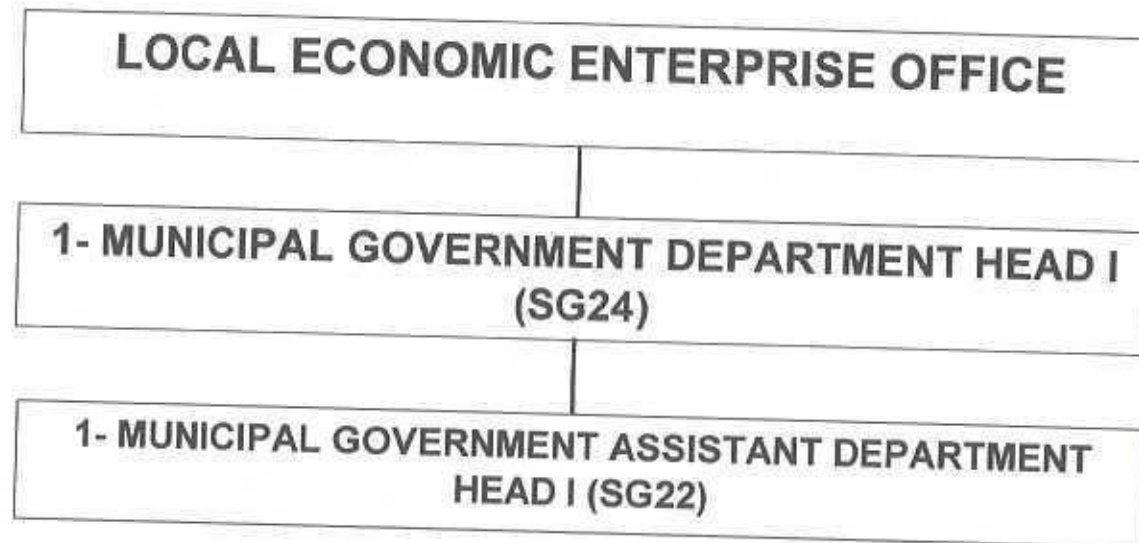 LOCAL ECONOMIC ENTERPRISE OFFICE
1- MUNICIPAL GOVERNMENT DEPARTMENT HEAD I
(SG24)
1- MUNICIPAL GOVERNMENT ASSISTANT DEPARTMENT
HEAD I (SG22)